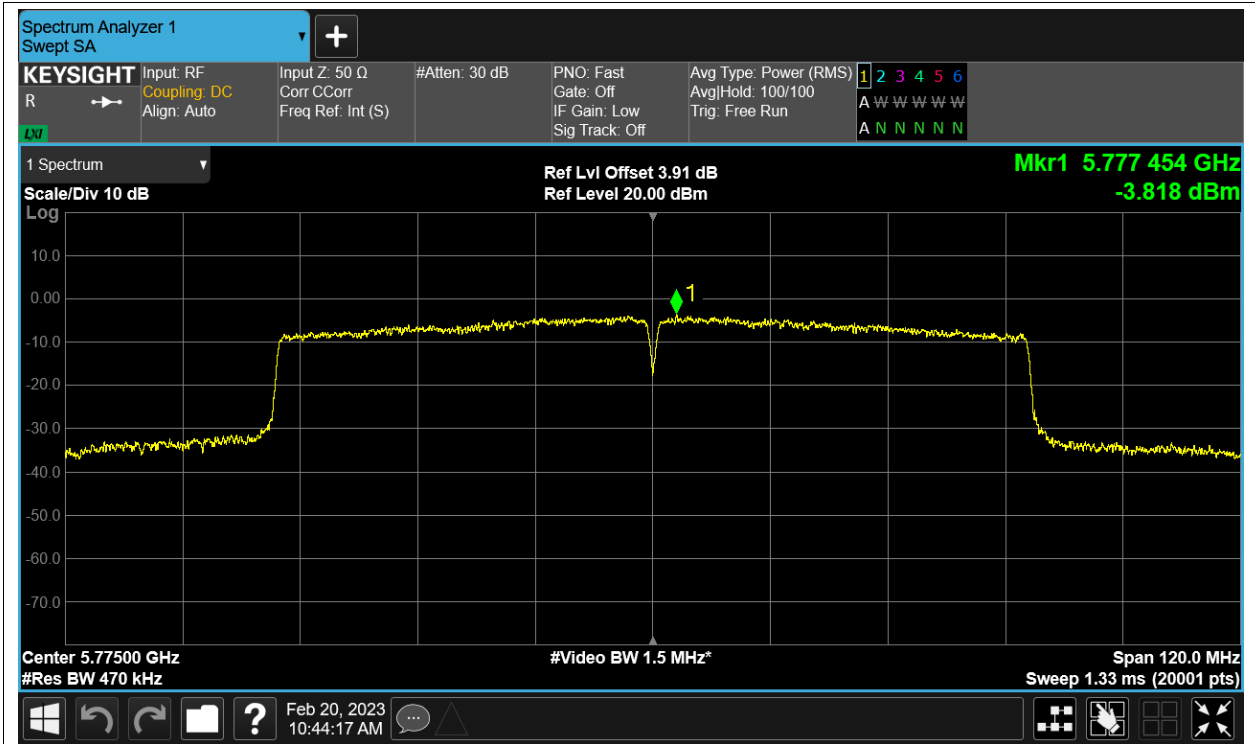 Spectrum Analyzer 1
Swept SA
KEYSIGHT
R
LXI
Input: RF
Coupling: DC
Align: Auto
Input Z: 50 Ω
Corr CCorr
Freq Ref: Int (S)
#Atten: 30 dB
PNO: Fast
Gate: Off
IF Gain: Low
Sig Track: Off
Avg Type: Power (RMS)
Avg|Hold: 100/100
Trig: Free Run
1 2 3 4 5 6
A W W W W W
A N N N N N
1 Spectrum
Scale/Div 10 dB
Ref Lvl Offset 3.91 dB
Ref Level 20.00 dBm
Mkr1 5.777 454 GHz
-3.818 dBm
Log
10.0
0.00
-10.0
-20.0
-30.0
-40.0
-50.0
-60.0
-70.0
1
Center 5.77500 GHz
#Res BW 470 kHz
#Video BW 1.5 MHz*
Span 120.0 MHz
Sweep 1.33 ms (20001 pts)
?
Feb 20, 2023
10:44:17 AM